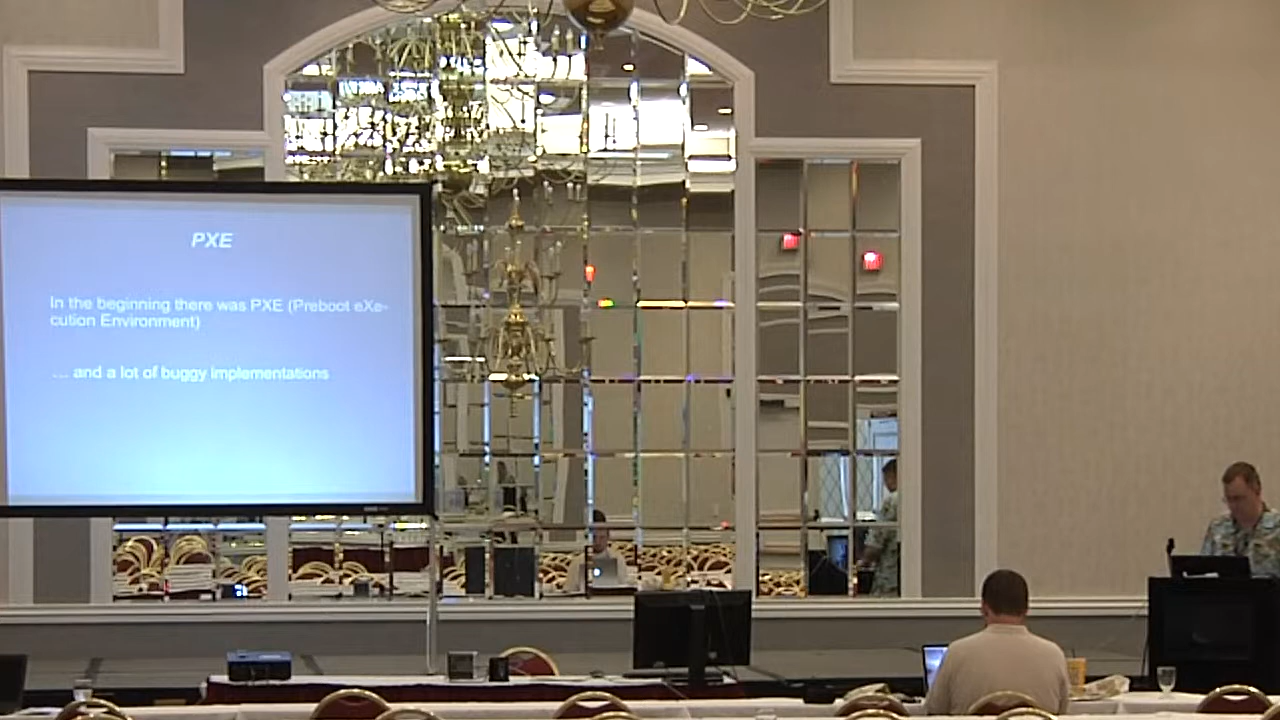 PXE
In the beginning there was PXE (Preboot eXe-
cution Environment)
... and a lot of buggy implementations